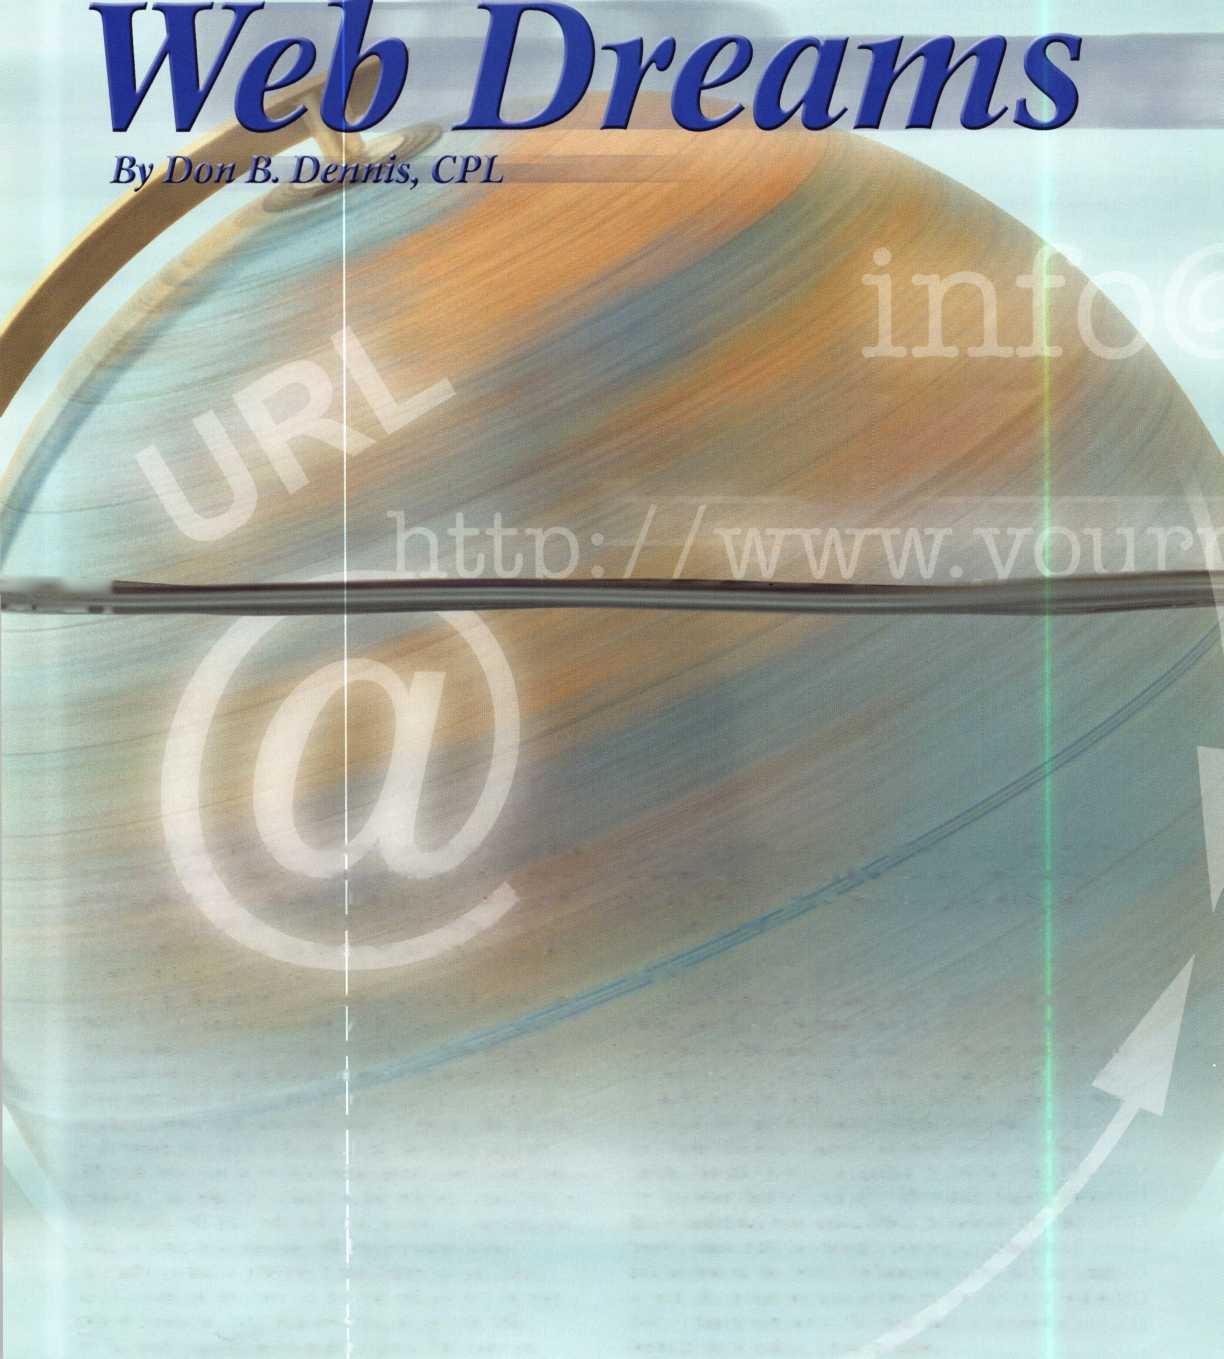 Web Dreams
By Don B. Dennis, CPL
info@
URL
http://www.your
@